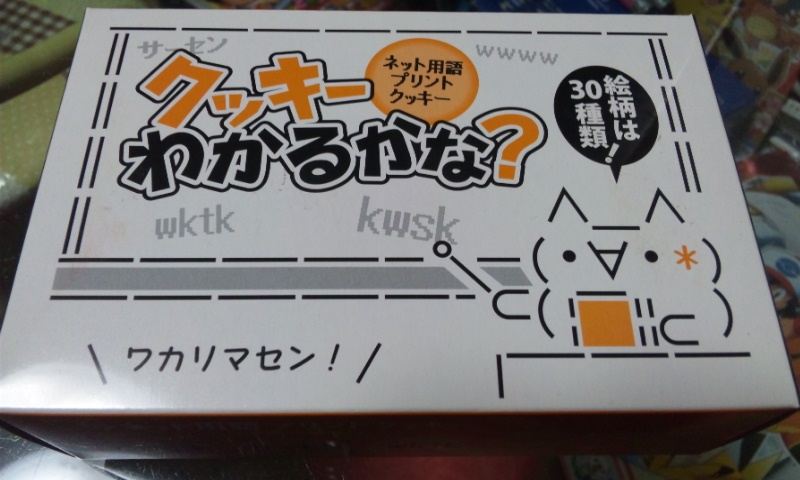 サーセン
wwww
クッキー
わかるかな?
ネット用語
プリント
クッキー
絵柄は
30種類!
wktk
kwsk
\ ワカリマセン! /